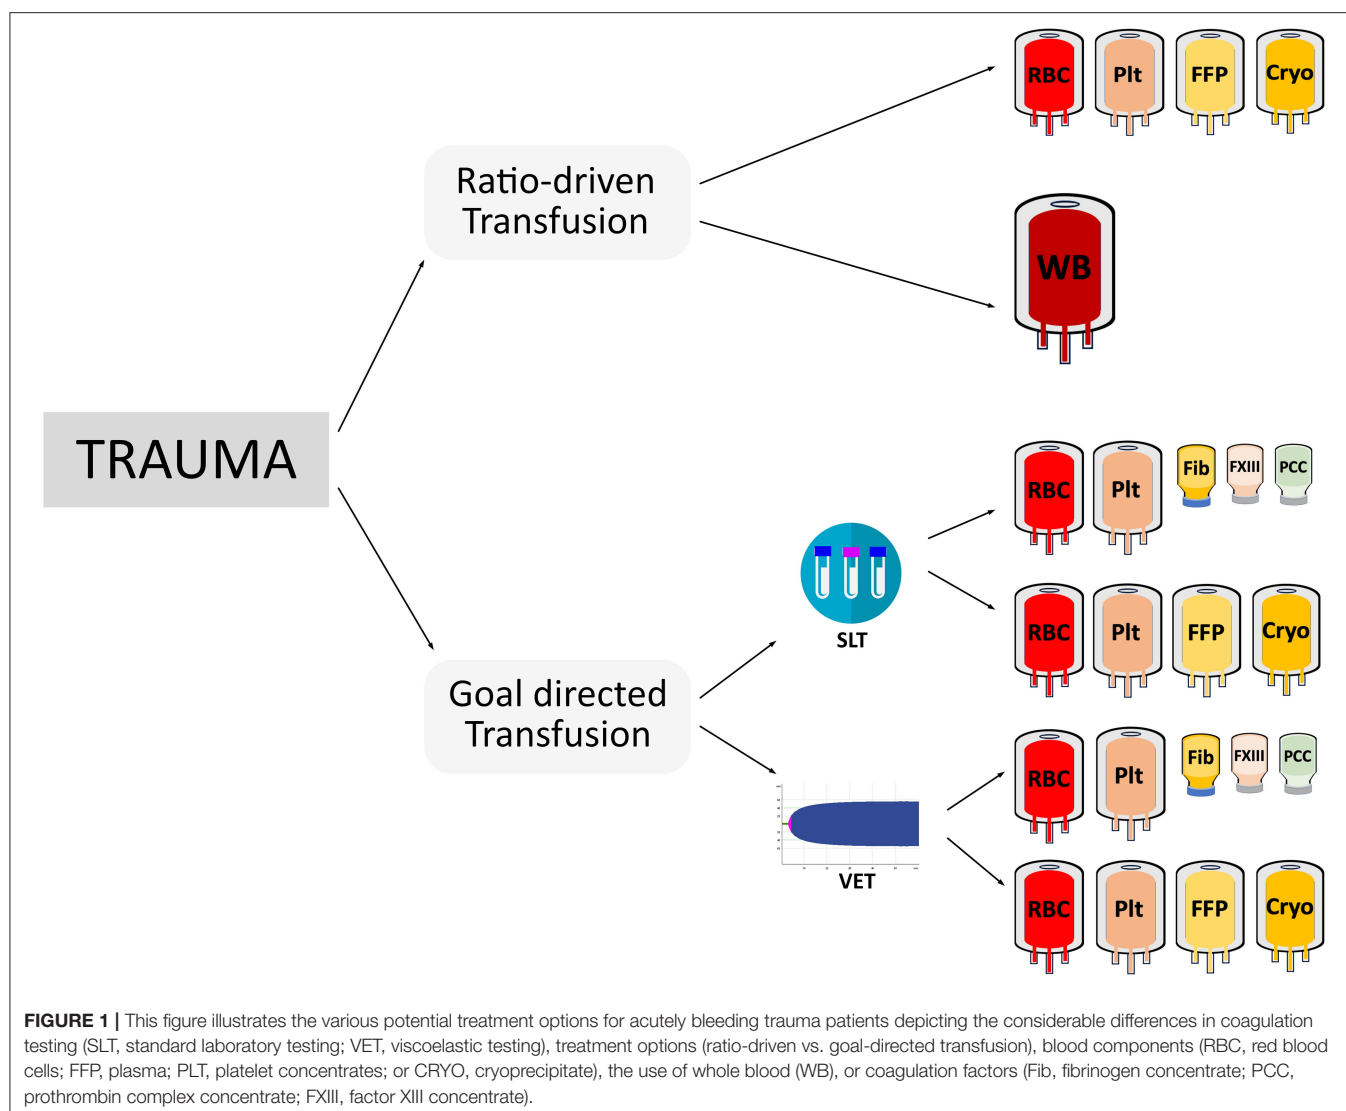 RBC Plt FFP Cryo
Ratio-driven
Transfusion
WB
TRAUMA
RBC Plt Fib FXIII PCC
SLT
RBC Plt FFP Cryo
Goal directed
Transfusion
RBC Plt Fib FXIII PCC
VET
RBC Plt FFP Cryo
FIGURE 1 | This figure illustrates the various potential treatment options for acutely bleeding trauma patients depicting the considerable differences in coagulation
testing (SLT, standard laboratory testing; VET, viscoelastic testing), treatment options (ratio-driven vs. goal-directed transfusion), blood components (RBC, red blood
cells; FFP, plasma; PLT, platelet concentrates; or CRYO, cryoprecipitate), the use of whole blood (WB), or coagulation factors (Fib, fibrinogen concentrate; PCC,
prothrombin complex concentrate; FXIII, factor XIII concentrate).